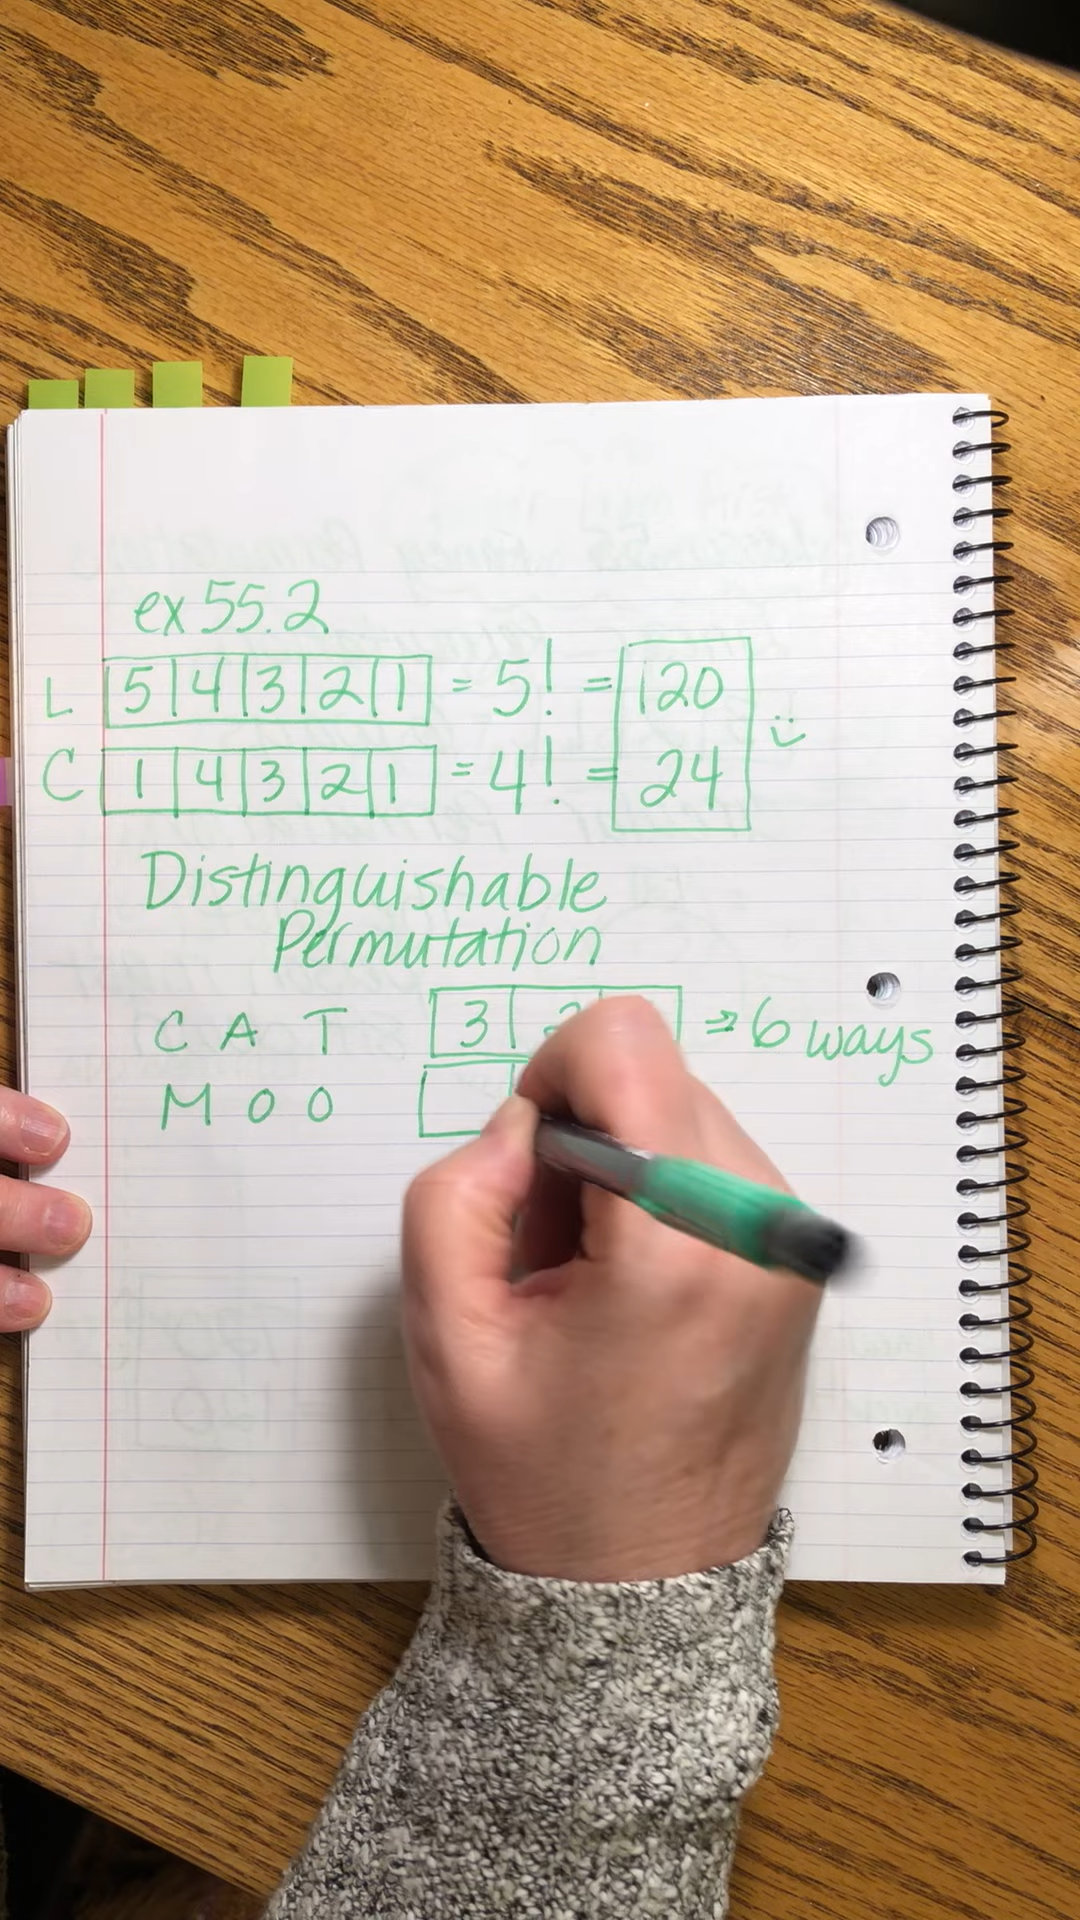 ex 55.2
L 5 4 3 2 1 = 5! = 120
C 1 4 3 2 1 = 4! = 24
Distinguishable
Permutation
C A T 3 2 ⇒ 6 ways
M O O